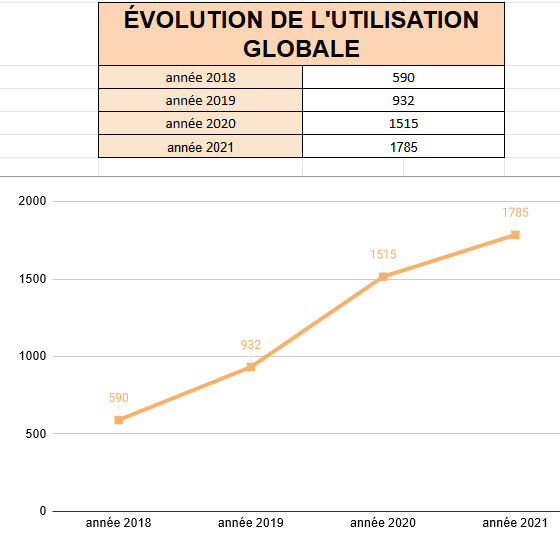 ÉVOLUTION DE L'UTILISATION
GLOBALE
année 2018 590
année 2019 932
année 2020 1515
année 2021 1785
2000
1785
1515
1500
1000
932
590
500
0
année 2018 année 2019 année 2020 année 2021